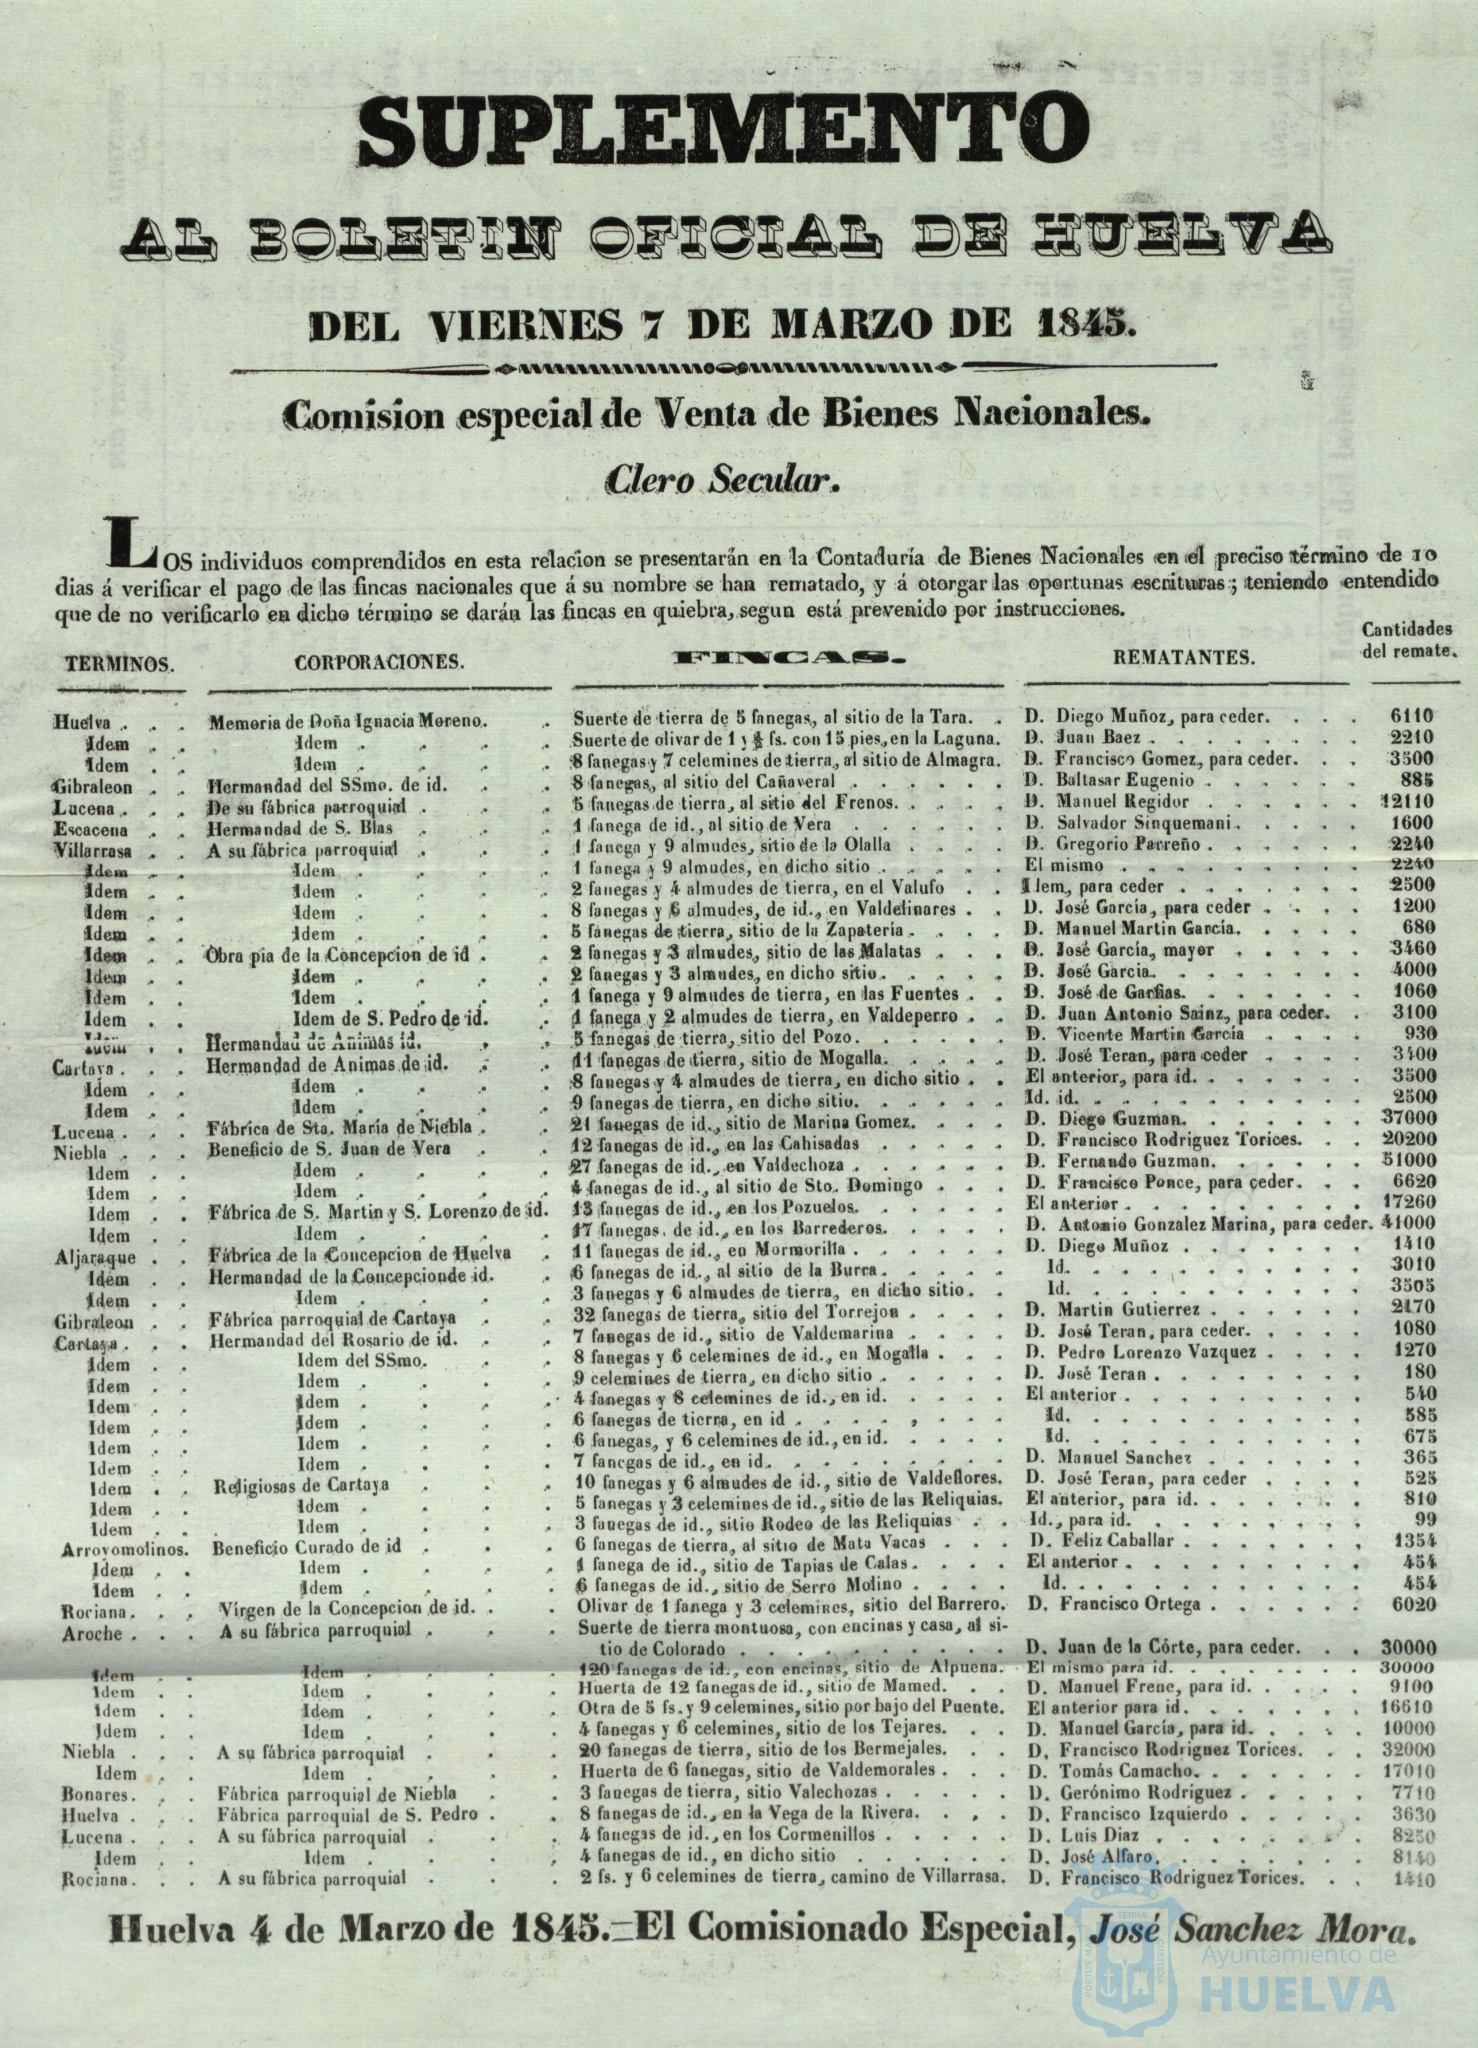 SUPLEMENTO
AL BOLETIN OFICIAL DE HUELVA
DEL VIERNES 7 DE MARZO DE 1845.
Comision especial de Venta de Bienes Nacionales.
Clero Secular.
LOS individuos comprendidos en esta relacion se presentarán en la Contaduría de Bienes Nacionales en el preciso término de 10
dias á verificar el pago de las fincas nacionales que á su nombre se han rematado, y á otorgar las oportunas escrituras; teniendo entendido
que de no verificarlo en dicho término se darán las fincas en quiebra, segun está prevenido por instrucciones.
TERMINOS. CORPORACIONES. FINCAS. REMATANTES. Cantidades del remate.
Huelva . . . Memoria de Doña Ignacia Moreno. . Suerte de tierra de 5 fanegas, al sitio de la Tara. . D. Diego Muñoz, para ceder. . . . 6110
Idem . . Idem . . . . Suerte de olivar de 1 y ½ fs. con 15 pies, en la Laguna. D. Juan Baez . . . . . . . . 2210
Idem . . Idem . . . . 8 fanegas y 7 celemines de tierra, al sitio de Almagra. D. Francisco Gomez, para ceder. . . 3500
Gibraleon . . Hermandad del SSmo. de id. . . 8 fanegas, al sitio del Cañaveral . . . . . . D. Baltasar Eugenio . . . . . . 885
Lucena . . . De su fábrica parroquial . . . 5 fanegas de tierra, al sitio del Frenos. . . . . D. Manuel Regidor . . . . . . 12110
Escacena . . Hermandad de S. Blas . . . 1 fanega de id., al sitio de Vera . . . . . D. Salvador Sinquemani. . . . . 1600
Villarrasa . . A su fábrica parroquial . . . 1 fanega y 9 almudes, sitio de la Olalla . . . . D. Gregorio Parreño . . . . . . 2240
Idem . . Idem . . . . 1 fanega y 9 almudes, en dicho sitio . . . . . El mismo . . . . . . . . . 2240
Idem . . Idem . . . . 2 fanegas y 4 almudes de tierra, en el Valufo . . Idem, para ceder . . . . . . . 2500
Idem . . Idem . . . . 8 fanegas y 6 almudes, de id., en Valdelinares . . D. José García, para ceder . . . . 1200
Idem . . Idem . . . . 5 fanegas de tierra, sitio de la Zapatería. . . . D. Manuel Martin García. . . . . 680
Idem . . Obra pia de la Concepcion de id . . 2 fanegas y 3 almudes, sitio de las Malatas . . . D. José García, mayor . . . . . 3460
Idem . . Idem . . . . 2 fanegas y 3 almudes, en dicho sitio. . . . . D. José Garcia. . . . . . . . 4000
Idem . . Idem . . . . 1 fanega y 9 almudes de tierra, en las Fuentes . . D. José de Garfias. . . . . . . 1060
Idem . . Idem de S. Pedro de id. . 1 fanega y 2 almudes de tierra, en Valdeperro . . D. Juan Antonio Sainz, para ceder. . 3100
Idem . . Hermandad de Animas id. . . 5 fanegas de tierra, sitio del Pozo. . . . . . D. Vicente Martin García . . . . 930
Cartaya . . . Hermandad de Animas de id. . . 11 fanegas de tierra, sitio de Mogalla. . . . . D. José Teran, para ceder . . . . 3400
Idem . . Idem . . . . 8 fanegas y 4 almudes de tierra, en dicho sitio . . El anterior, para id. . . . . . . 3500
Idem . . Idem . . . . 9 fanegas de tierra, en dicho sitio. . . . . . Id. id. . . . . . . . . . 2500
Lucena . . . Fábrica de Sta. María de Niebla . . 21 fanegas de id., sitio de Marina Gomez. . . . D. Diego Guzman. . . . . . . 37000
Niebla . . . Beneficio de S. Juan de Vera . . 12 fanegas de id., en las Cahisadas . . . . . D. Francisco Rodriguez Torices. . . 20200
Idem . . Idem . . . . 27 fanegas de id., en Valdechoza . . . . . D. Fernando Guzman. . . . . . 51000
Idem . . Idem . . . . 4 fanegas de id., al sitio de Sto. Domingo . . . D. Francisco Ponce, para ceder. . . 6620
Idem . . Fábrica de S. Martin y S. Lorenzo de id. 13 fanegas de id., en los Pozuelos. . . . . . El anterior . . . . . . . . . 17260
Idem . . Idem . . . . 17 fanegas. de id., en los Barrederos. . . . . D. Antonio Gonzalez Marina, para ceder. 41000
Aljaraque . . Fábrica de la Concepcion de Huelva . 11 fanegas de id., en Mormorilla . . . . . D. Diego Muñoz . . . . . . . 1410
Idem . . Hermandad de la Concepcion de id. . 6 fanegas de id., al sitio de la Burra. . . . . Id. . . . . . . . . . 3010
Idem . . Idem . . . . 3 fanegas y 6 almudes de tierra, en dicho sitio. . Id. . . . . . . . . . 3505
Gibraleon . . Fábrica parroquial de Cartaya . . 32 fanegas de tierra, sitio del Torrejon . . . . D. Martin Gutierrez . . . . . . 2170
Cartaya . . . Hermandad del Rosario de id. . . 7 fanegas de id., sitio de Valdemarina . . . . D. José Teran, para ceder. . . . . 1080
Idem . . Idem del SSmo. . . . 8 fanegas y 6 celemines de id., en Mogalla . . . D. Pedro Lorenzo Vazquez . . . . 1270
Idem . . Idem . . . . 9 celemines de tierra, en dicho sitio . . . . . D. José Teran . . . . . . . . 180
Idem . . Idem . . . . 4 fanegas y 8 celemines de id., en id. . . . . El anterior . . . . . . . . . 540
Idem . . Idem . . . . 6 fanegas de tierra, en id . . . . , . . . Id. . . . . . . . . . 585
Idem . . Idem . . . . 6 fanegas, y 6 celemines de id., en id. . . . . Id. . . . . . . . . . 675
Idem . . Idem . . . . 7 fanegas de id., en id. . . . . . . . . D. Manuel Sanchez . . . . . . 365
Idem . . Religiosas de Cartaya . . . 10 fanegas y 6 almudes de id., sitio de Valdeflores. D. José Teran, para ceder . . . . 525
Idem . . Idem . . . . 5 fanegas y 3 celemines de id., sitio de las Reliquias. El anterior, para id. . . . . . . 810
Idem . . Idem . . . . 3 fanegas de id., sitio Rodeo de las Reliquias . . Id., para id. . . . . . . . . 99
Arroyomolinos. Beneficio Curado de id . . . 6 fanegas de tierra, al sitio de Mata Vacas . . . D. Feliz Caballar . . . . . . . 1354
Idem . . Idem . . . . 1 fanega de id., sitio de Tapias de Calas. . . . El anterior . . . . . . . . . 454
Idem . . Idem . . . . 6 fanegas de id., sitio de Serro Molino . . . . Id. . . . . . . . . . 454
Rociana. . . Vírgen de la Concepcion de id. . . Olivar de 1 fanega y 3 celemines, sitio del Barrero. D. Francisco Ortega . . . . . . 6020
Aroche . . . A su fábrica parroquial . . . Suerte de tierra montuosa, con encinas y casa, al si-
tio de Colorado . . . . . . . . D. Juan de la Córte, para ceder. . . 30000
Idem . . Idem . . . . 120 fanegas de id., con encinas, sitio de Alpuena. El mismo para id. . . . . . . 30000
Idem . . Idem . . . . Huerta de 12 fanegas de id., sitio de Mamed. . . D. Manuel Frene, para id. . . . . 9100
Idem . . Idem . . . . Otra de 5 fs. y 9 celemines, sitio por bajo del Puente. El anterior para id. . . . . . . 16610
Idem . . Idem . . . . 4 fanegas y 6 celemines, sitio de los Tejares. . . D. Manuel García, para id. . . . . 10000
Niebla . . . A su fábrica parroquial . . . 20 fanegas de tierra, sitio de los Bermejales. . . D. Francisco Rodriguez Torices. . . 32000
Idem . . Idem . . . . Huerta de 6 fanegas, sitio de Valdemorales . . . D. Tomás Camacho. . . . . . . 17010
Bonares. . . Fábrica parroquial de Niebla . . 3 fanegas de tierra, sitio Valechozas . . . . . D. Gerónimo Rodriguez . . . . . 7710
Huelva . . . Fábrica parroquial de S. Pedro . . 8 fanegas de id., en la Vega de la Rivera. . . . D. Francisco Izquierdo . . . . . 3630
Lucena . . . A su fábrica parroquial . . . 4 fanegas de id., en los Cormenillos . . . . . D. Luis Diaz . . . . . . . . 8250
Idem . . Idem . . . . 4 fanegas de id., en dicho sitio . . . . . . D. José Alfaro. . . . . . . . 8140
Rociana. . . A su fábrica parroquial . . . 2 fs. y 6 celemines de tierra, camino de Villarrasa. D. Francisco Rodriguez Torices. . . 1410
Huelva 4 de Marzo de 1845.=El Comisionado Especial, José Sanchez Mora.
Ayuntamiento de
HUELVA